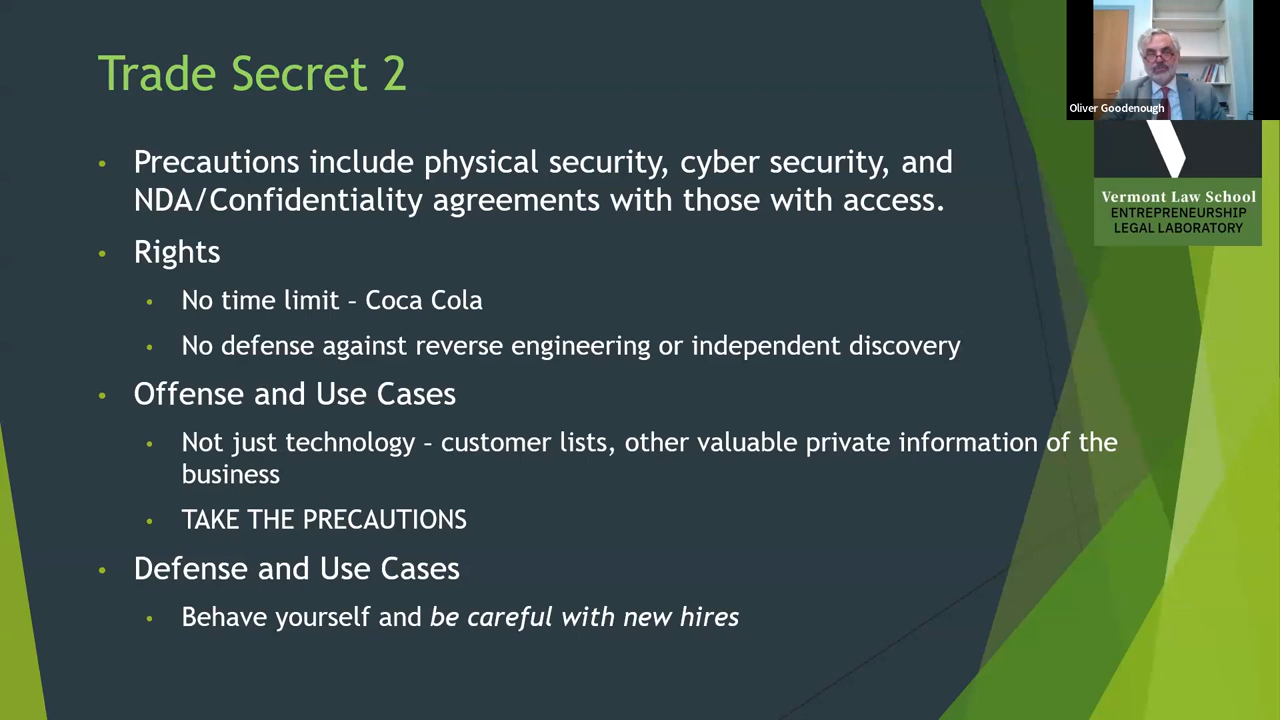 Trade Secret 2
Precautions include physical security, cyber security, and
NDA/Confidentiality agreements with those with access.
Rights
No time limit – Coca Cola
No defense against reverse engineering or independent discovery
Offense and Use Cases
Not just technology – customer lists, other valuable private information of the
business
TAKE THE PRECAUTIONS
Defense and Use Cases
Behave yourself and be careful with new hires
Oliver Goodenough
Vermont Law School
ENTREPRENEURSHIP
LEGAL LABORATORY